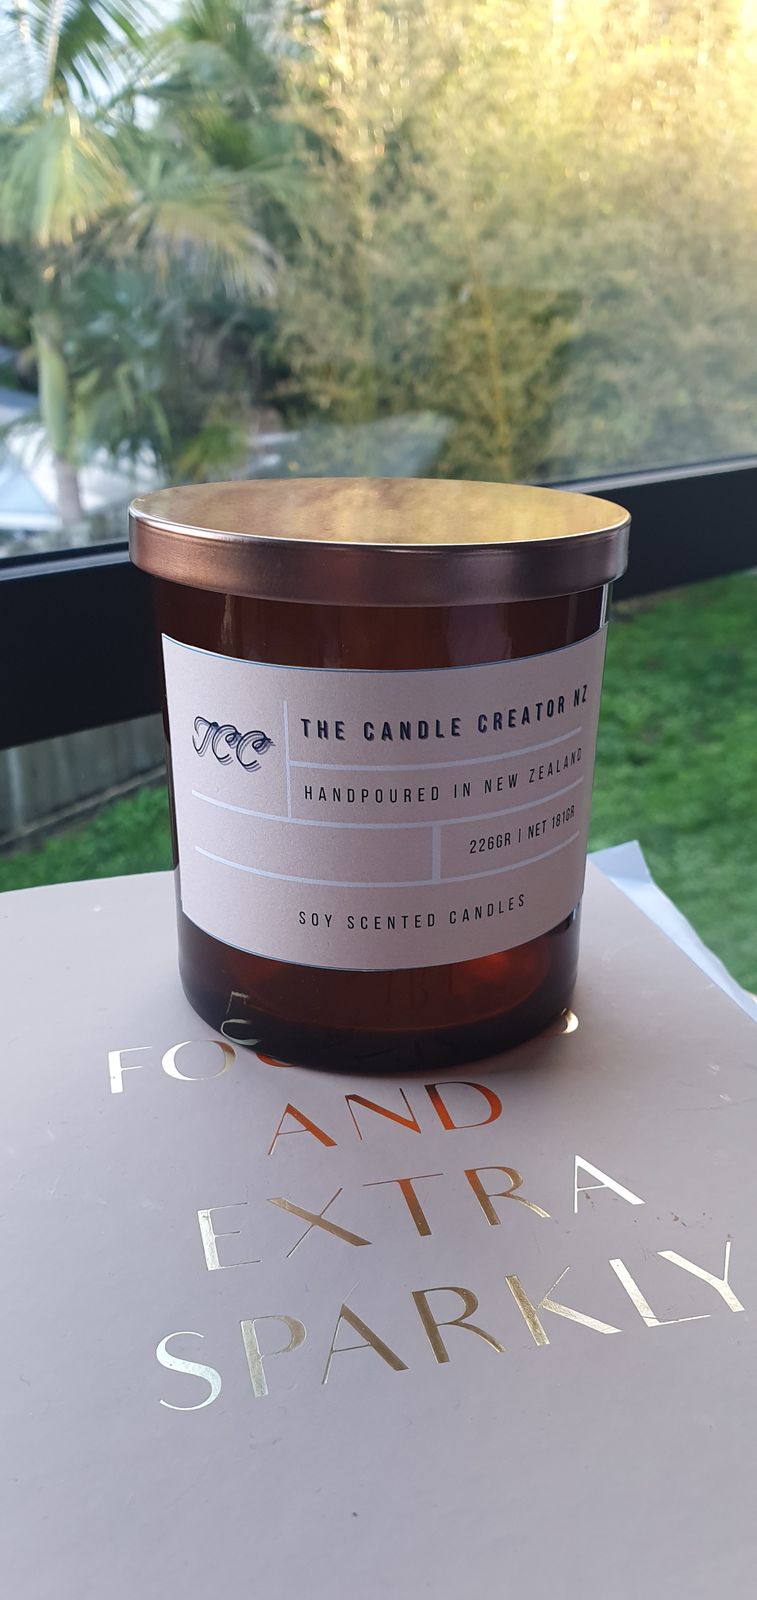 TCC
THE CANDLE CREATOR NZ
HANDPOURED IN NEW ZEALAND
226GR | NET 181GR
SOY SCENTED CANDLES
AND
EXTRA
SPARKLY